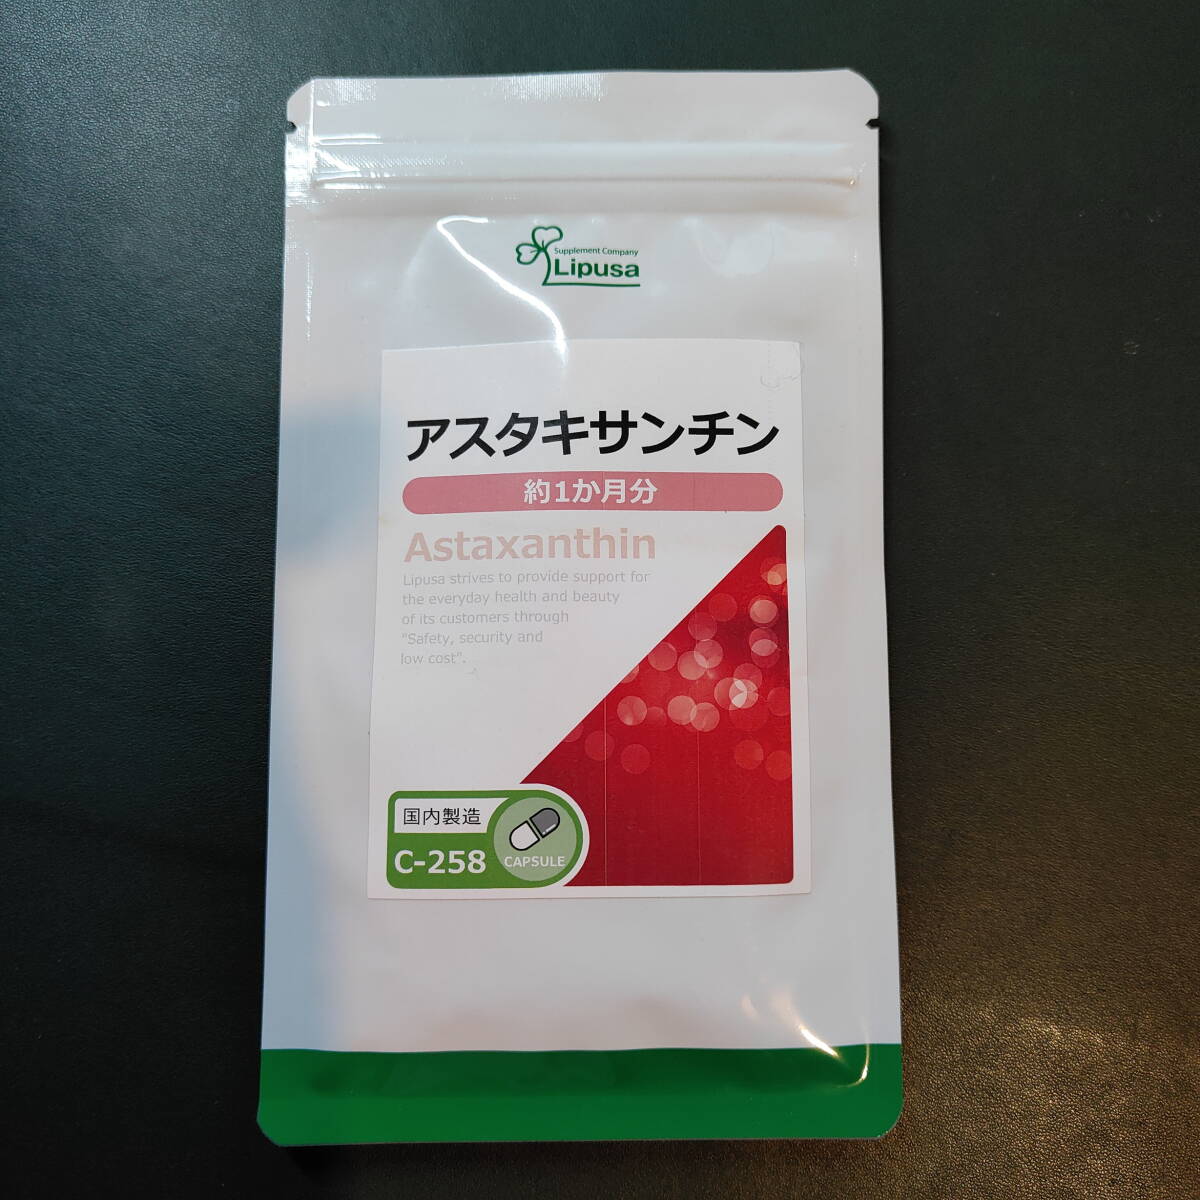 Supplement Company
Lipusa
アスタキサンチン
約1か月分
Astaxanthin
Lipusa strives to provide support for
the everyday health and beauty
of its customers through
"Safety, security and
low cost".
国内製造
C-258
CAPSULE